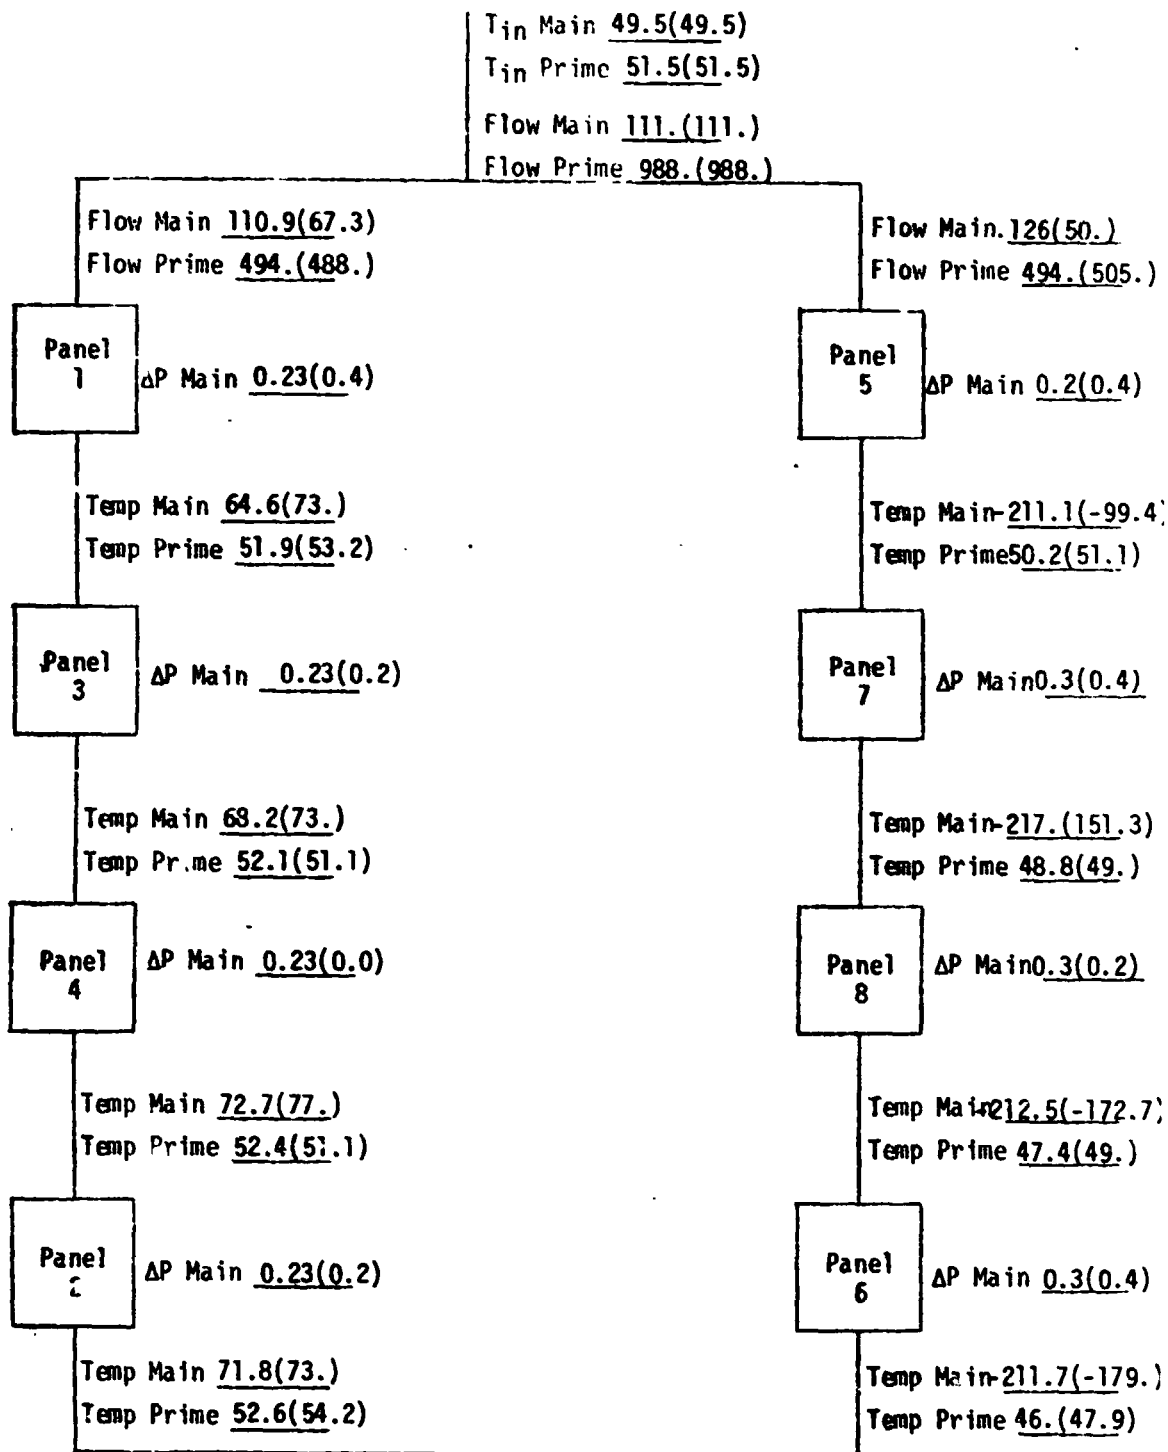 Tin Main 49.5(49.5)
Tin Prime 51.5(51.5)
Flow Main 111.(111.)
Flow Prime 988.(988.)
Flow Main 110.9(67.3)
Flow Prime 494.(488.)
Panel
1
ΔP Main 0.23(0.4)
Temp Main 64.6(73.)
Temp Prime 51.9(53.2)
Panel
3
ΔP Main 0.23(0.2)
Temp Main 68.2(73.)
Temp Pr.me 52.1(51.1)
Panel
4
ΔP Main 0.23(0.0)
Temp Main 72.7(77.)
Temp Prime 52.4(51.1)
Panel
2
ΔP Main 0.23(0.2)
Temp Main 71.8(73.)
Temp Prime 52.6(54.2)
Flow Main. 126(50.)
Flow Prime 494.(505.)
Panel
5
ΔP Main 0.2(0.4)
Temp Main-211.1(-99.4)
Temp Prime50.2(51.1)
Panel
7
ΔP Main0.3(0.4)
Temp Main-217.(151.3)
Temp Prime 48.8(49.)
Panel
8
ΔP Main0.3(0.2)
Temp Main-212.5(-172.7)
Temp Prime 47.4(49.)
Panel
6
ΔP Main 0.3(0.4)
Temp Main-211.7(-179.)
Temp Prime 46.(47.9)